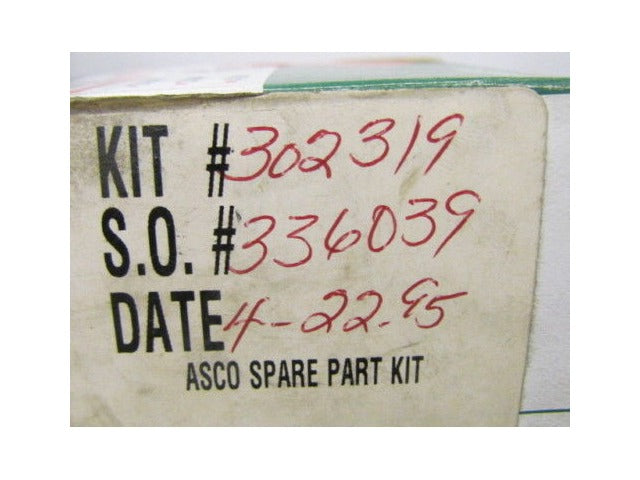 KIT #302319
S.O. #336039
DATE 4-22-95
ASCO SPARE PART KIT